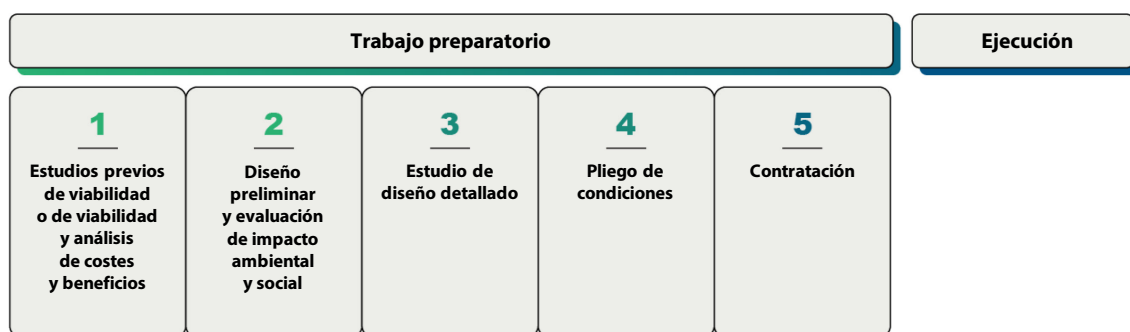 Trabajo preparatorio
Ejecución
1
Estudios previos
de viabilidad
o de viabilidad
y análisis
de costes
y beneficios
2
Diseño
preliminar
y evaluación
de impacto
ambiental
y social
3
Estudio de
diseño detallado
4
Pliego de
condiciones
5
Contratación